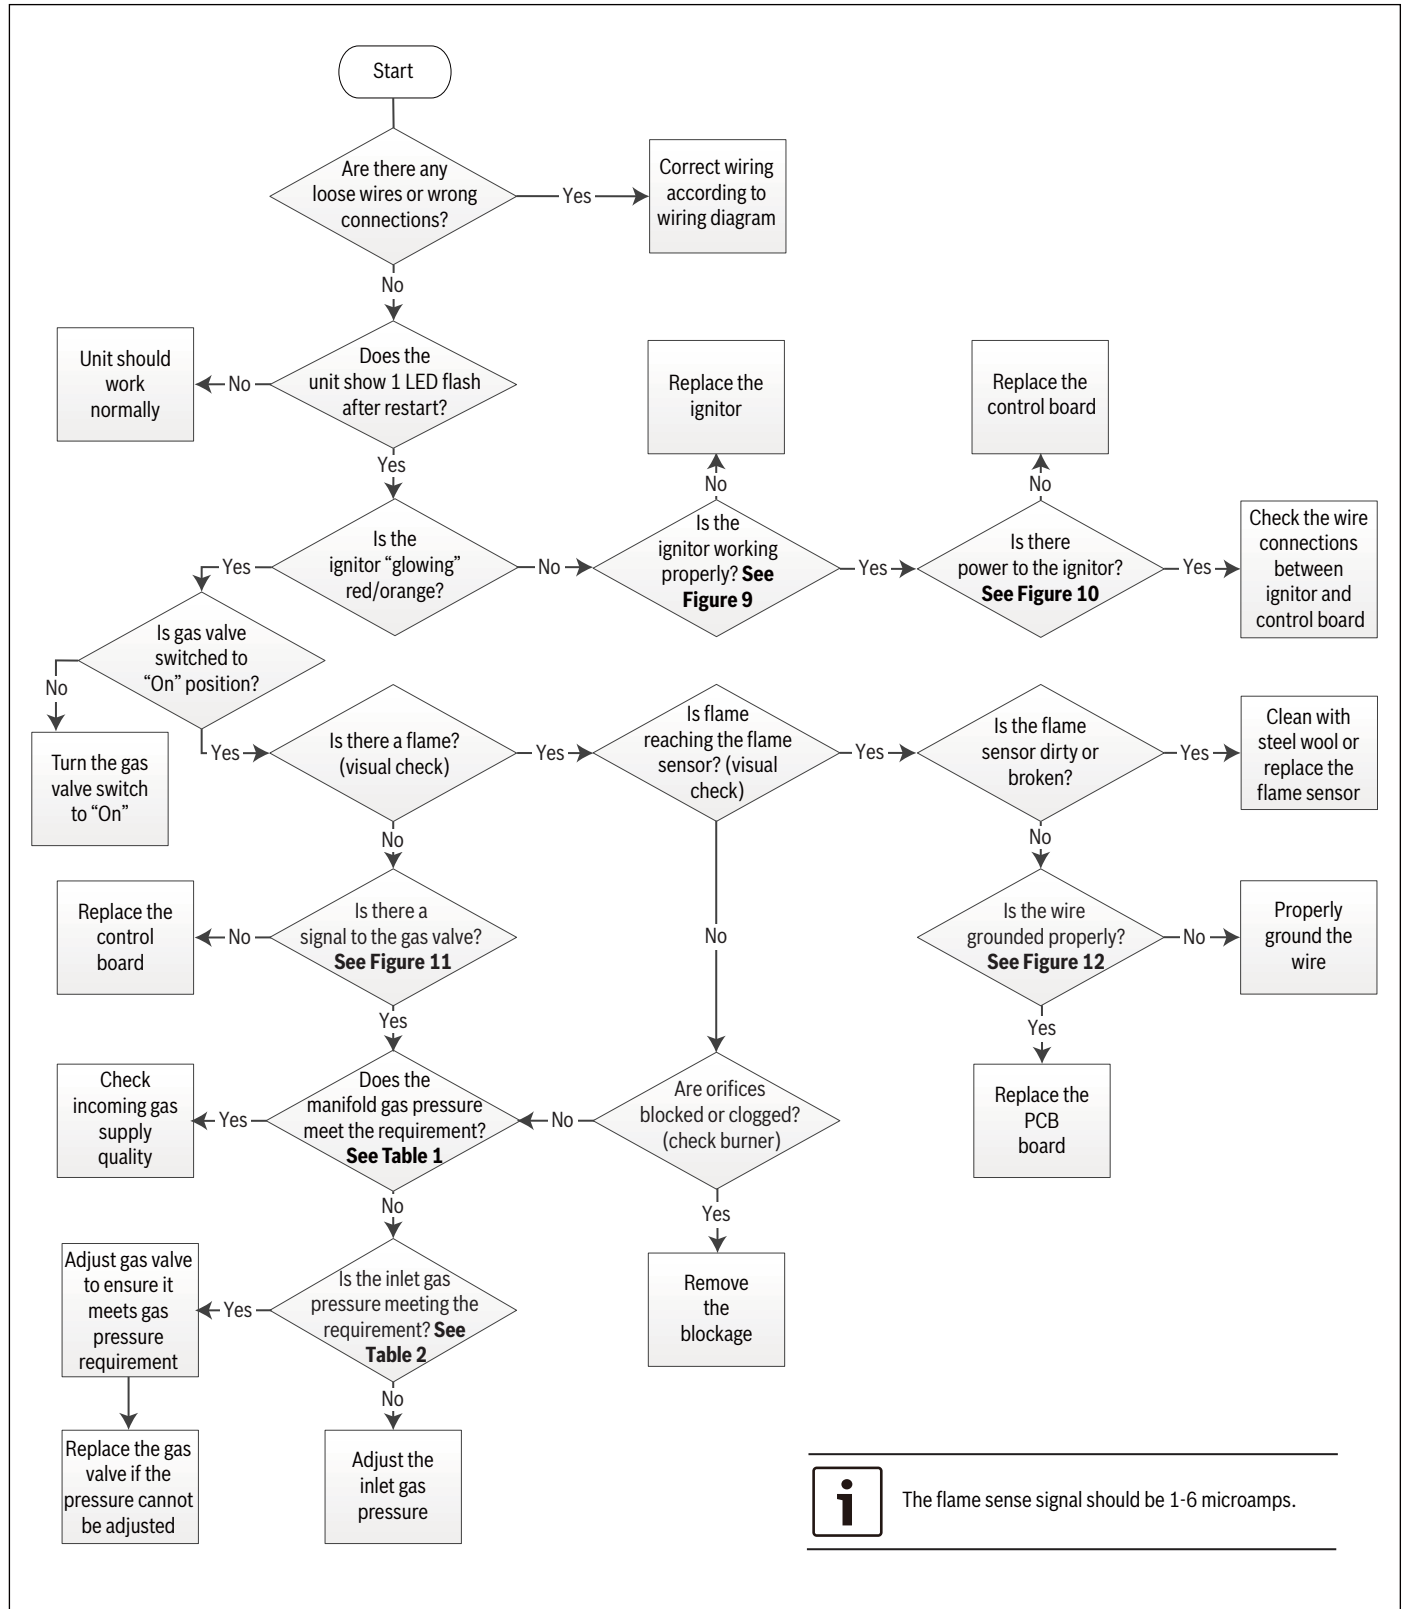 Start
Are there any
loose wires or wrong
connections?
Yes
Correct wiring
according to
wiring diagram
No
Does the
unit show 1 LED flash
after restart?
No
Unit should
work
normally
Yes
Is the
ignitor “glowing”
red/orange?
No
Is the
ignitor working
properly? See
Figure 9
No
Replace the
ignitor
Yes
Is there
power to the ignitor?
See Figure 10
No
Replace the
control board
Yes
Check the wire
connections
between
ignitor and
control board
Yes
Is gas valve
switched to
“On” position?
No
Turn the gas
valve switch
to “On”
Yes
Is there a flame?
(visual check)
Yes
Is flame
reaching the flame
sensor? (visual
check)
Yes
Is the flame
sensor dirty or
broken?
Yes
Clean with
steel wool or
replace the
flame sensor
No
Is the wire
grounded properly?
See Figure 12
No
Properly
ground the
wire
Yes
Replace the
PCB
board
No
Is there a
signal to the gas valve?
See Figure 11
No
Replace the
control
board
Yes
Does the
manifold gas pressure
meet the requirement?
See Table 1
Yes
Check
incoming gas
supply
quality
No
Are orifices
blocked or clogged?
(check burner)
No
Yes
Remove
the
blockage
No
Is the inlet gas
pressure meeting the
requirement? See
Table 2
Yes
Adjust gas valve
to ensure it
meets gas
pressure
requirement
Replace the gas
valve if the
pressure cannot
be adjusted
No
Adjust the
inlet gas
pressure
i
The flame sense signal should be 1-6 microamps.